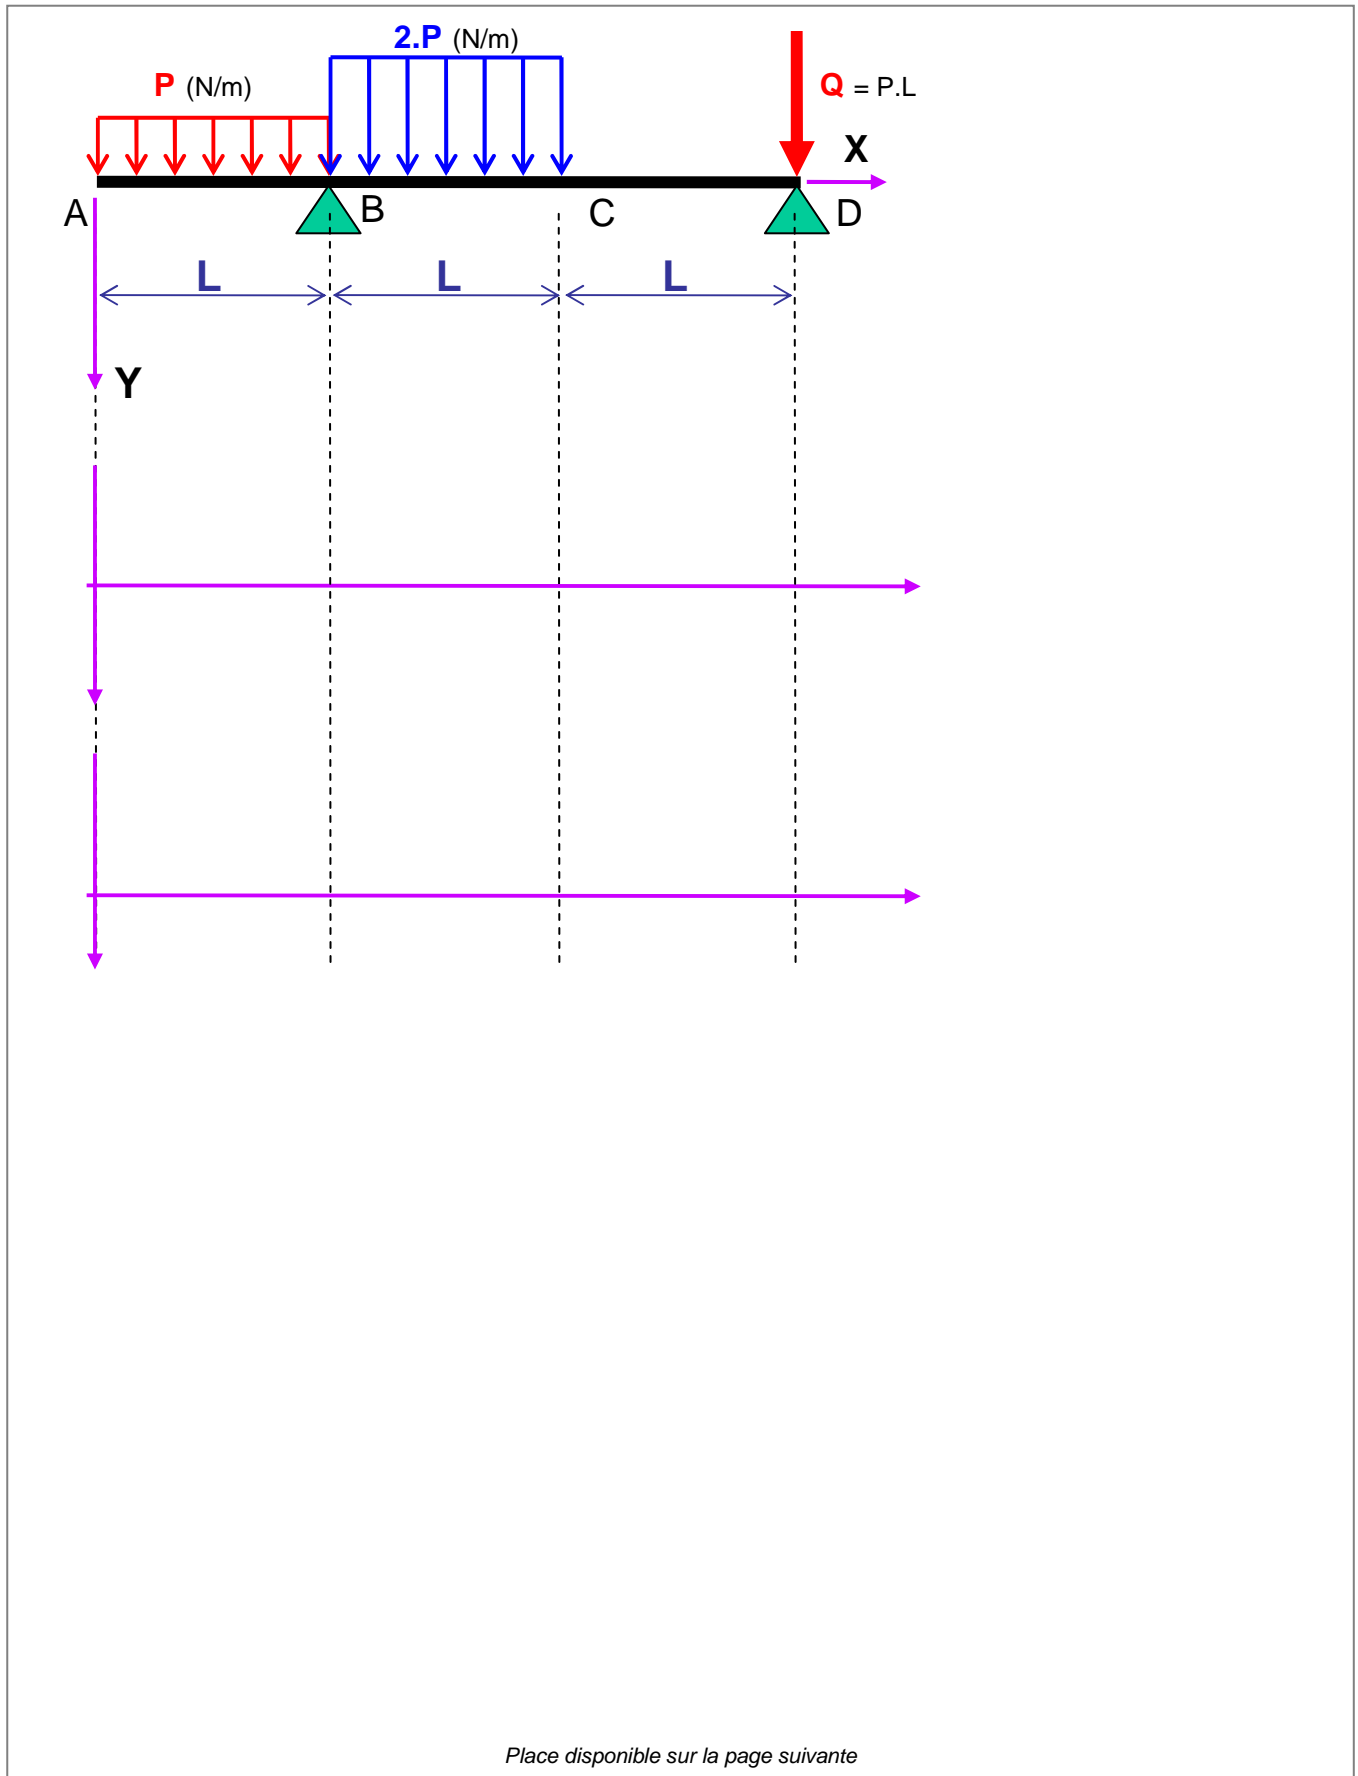 2.P (N/m)
P (N/m)
Q = P.L
X
A
B
C
D
L
L
L
Y
Place disponible sur la page suivante